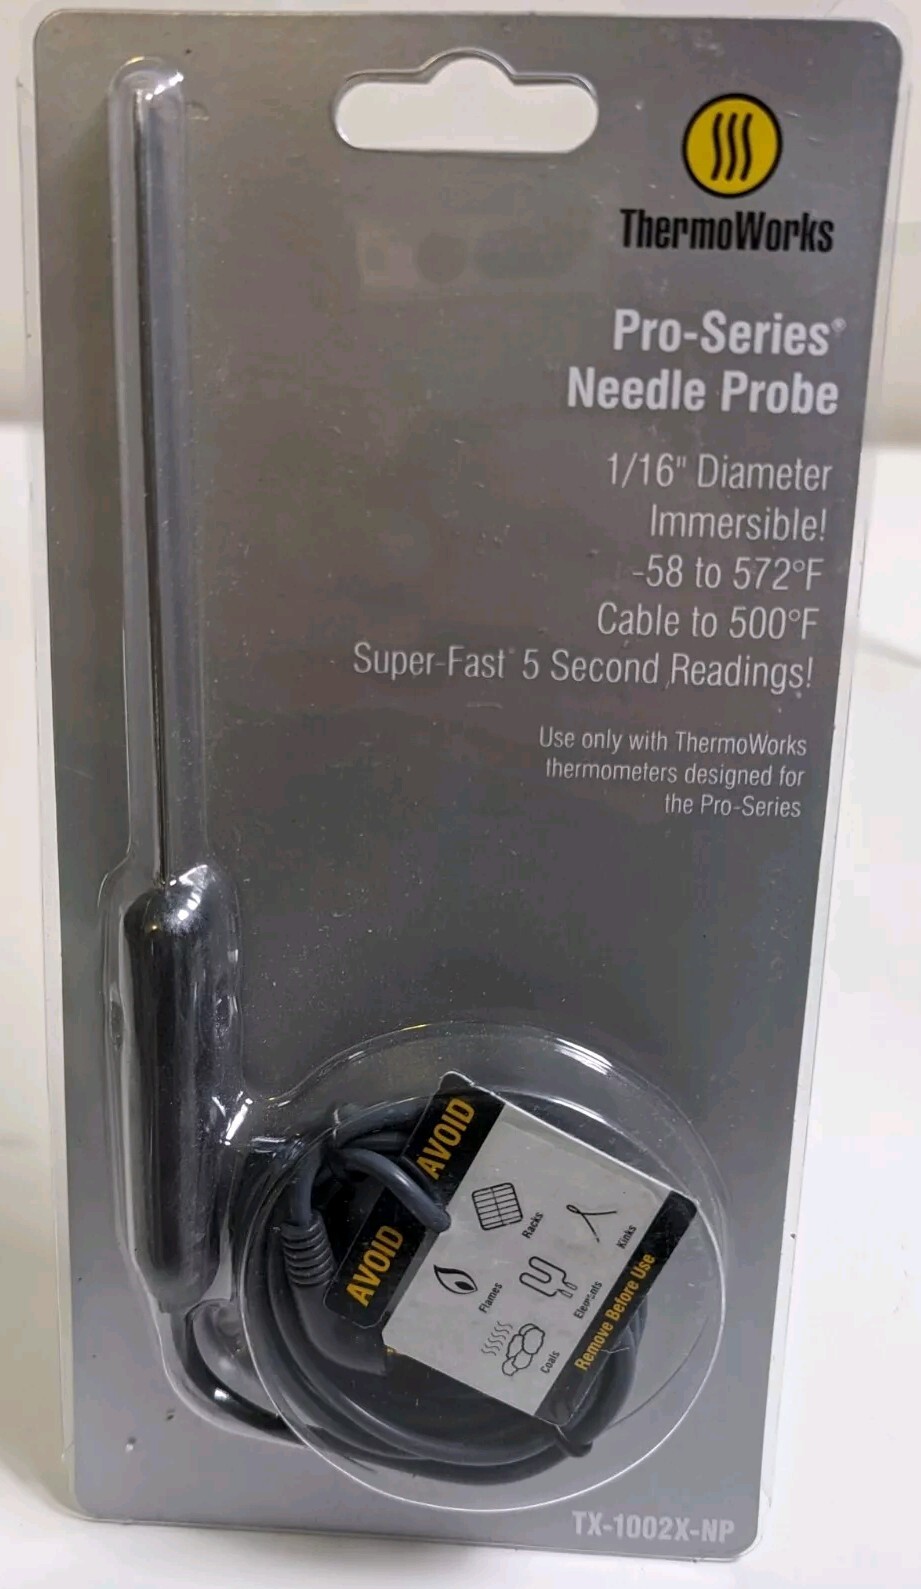 ThermoWorks
Pro-Series®
Needle Probe
1/16" Diameter
Immersible!
-58 to 572°F
Cable to 500°F
Super-Fast® 5 Second Readings!
Use only with ThermoWorks
thermometers designed for
the Pro-Series
AVOID
AVOID
Racks
Kinks
Flames
Elements
Coals
Remove Before Use
TX-1002X-NP